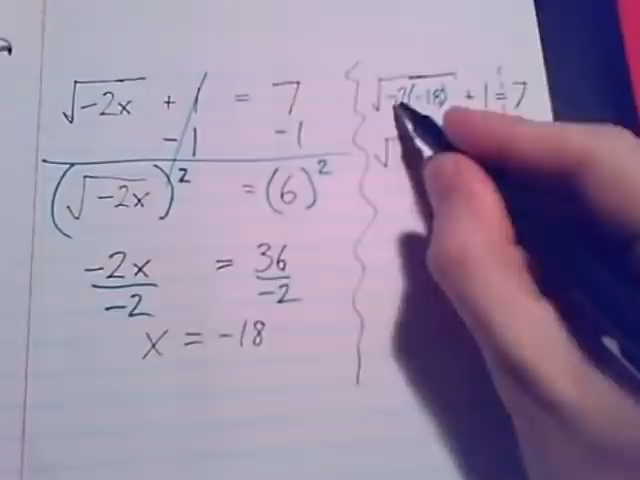 √-2x + 1 = 7
-1 -1
(√-2x)² = (6)²
-2x/-2 = 36/-2
x = -18
√-2(-18) + 1 = 7
√